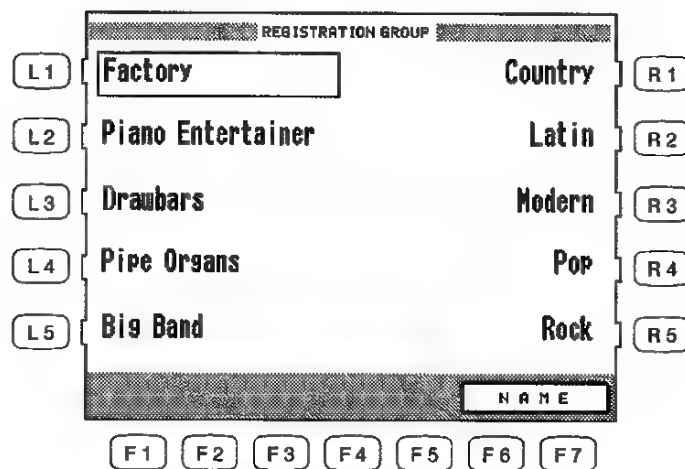 REGISTRATION GROUP
L1 Factory Country R1
L2 Piano Entertainer Latin R2
L3 Drawbars Modern R3
L4 Pipe Organs Pop R4
L5 Big Band Rock R5
NAME
F1 F2 F3 F4 F5 F6 F7